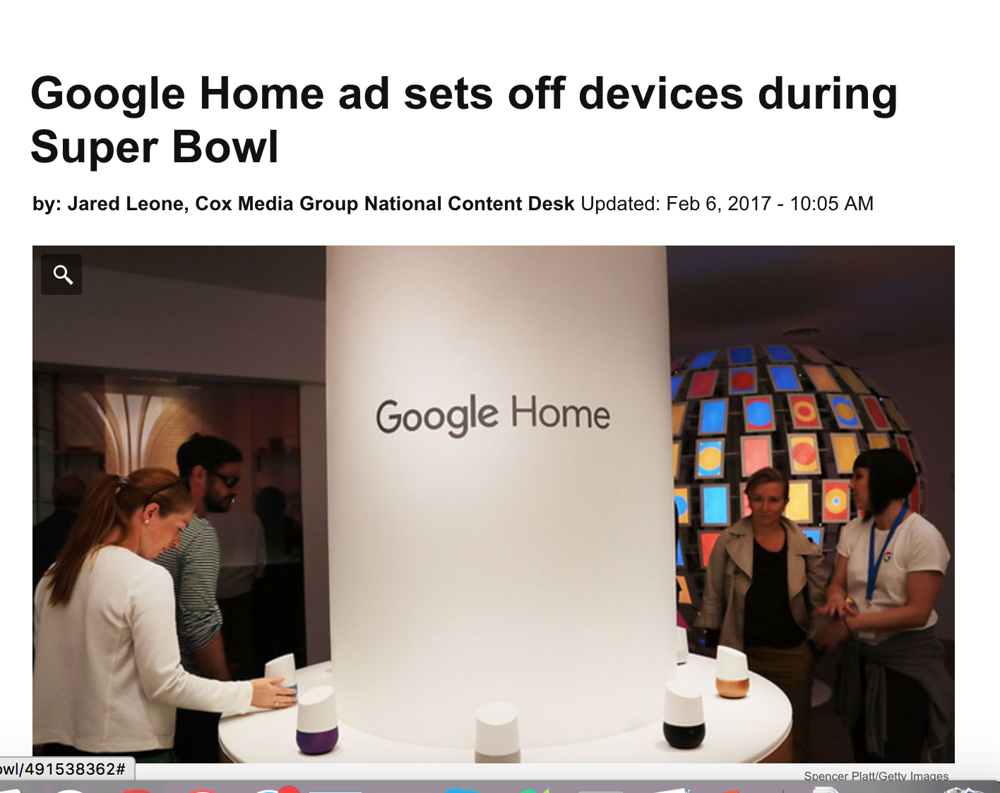 Google Home ad sets off devices during
Super Bowl
by: Jared Leone, Cox Media Group National Content Desk Updated: Feb 6, 2017 - 10:05 AM
Google Home
G
owl/491538362#
Spencer Platt/Getty Images